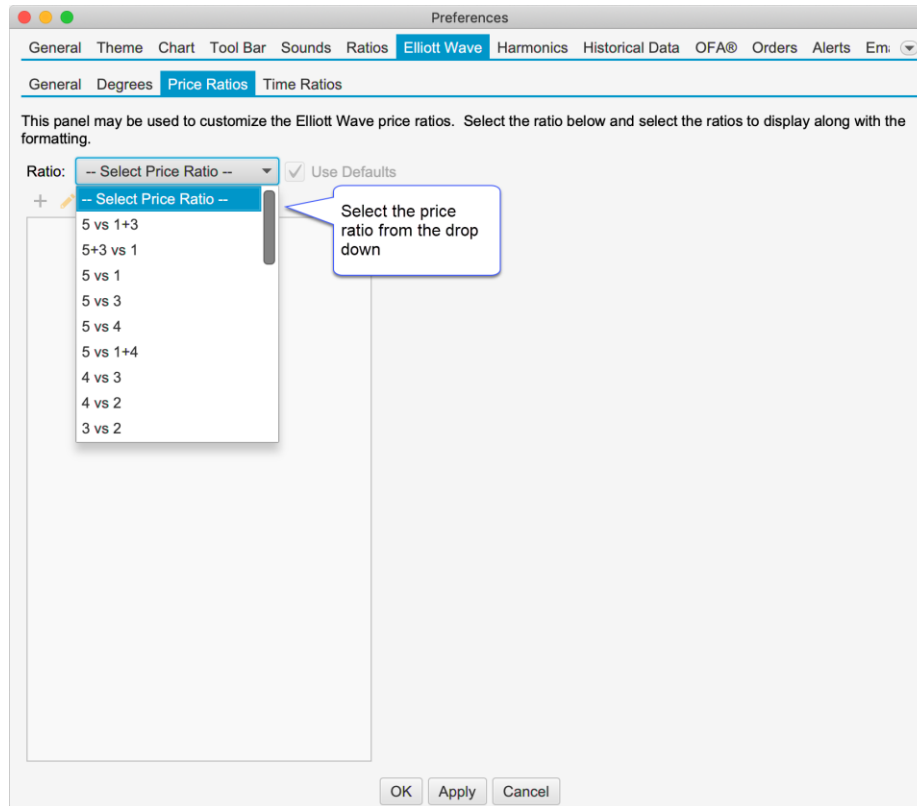 Preferences
General Theme Chart Tool Bar Sounds Ratios Elliott Wave Harmonics Historical Data OFA® Orders Alerts Em
General Degrees Price Ratios Time Ratios
This panel may be used to customize the Elliott Wave price ratios. Select the ratio below and select the ratios to display along with the
formatting.
Ratio: -- Select Price Ratio -- Use Defaults
-- Select Price Ratio --
5 vs 1+3
5+3 vs 1
5 vs 1
5 vs 3
5 vs 4
5 vs 1+4
4 vs 3
4 vs 2
3 vs 2
Select the price
ratio from the drop
down
OK Apply Cancel